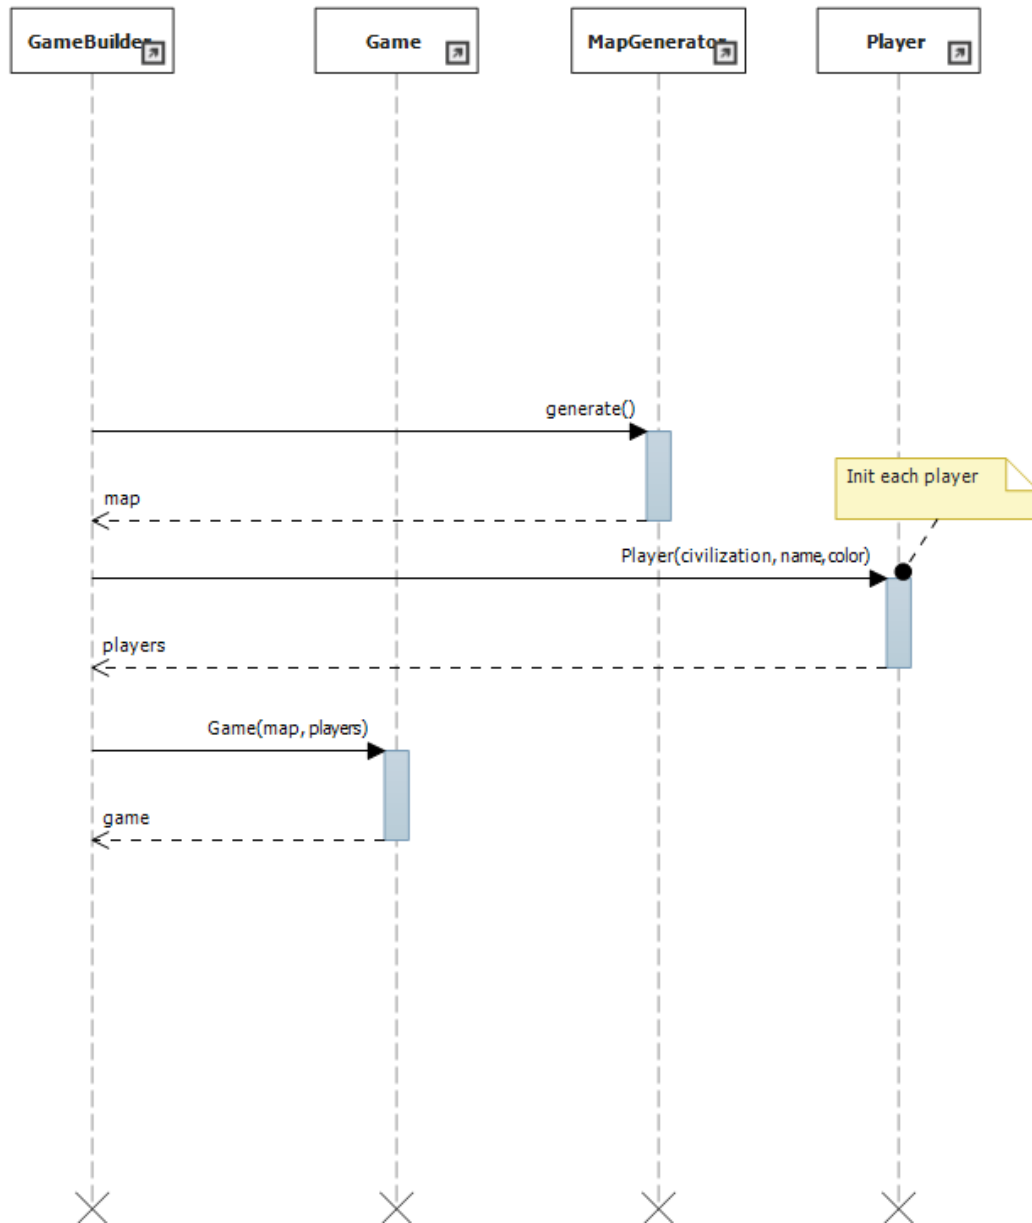 GameBuilder
Game
MapGenerator
Player
generate()
Init each player
map
Player(civilization, name,color)
players
Game(map, players)
game